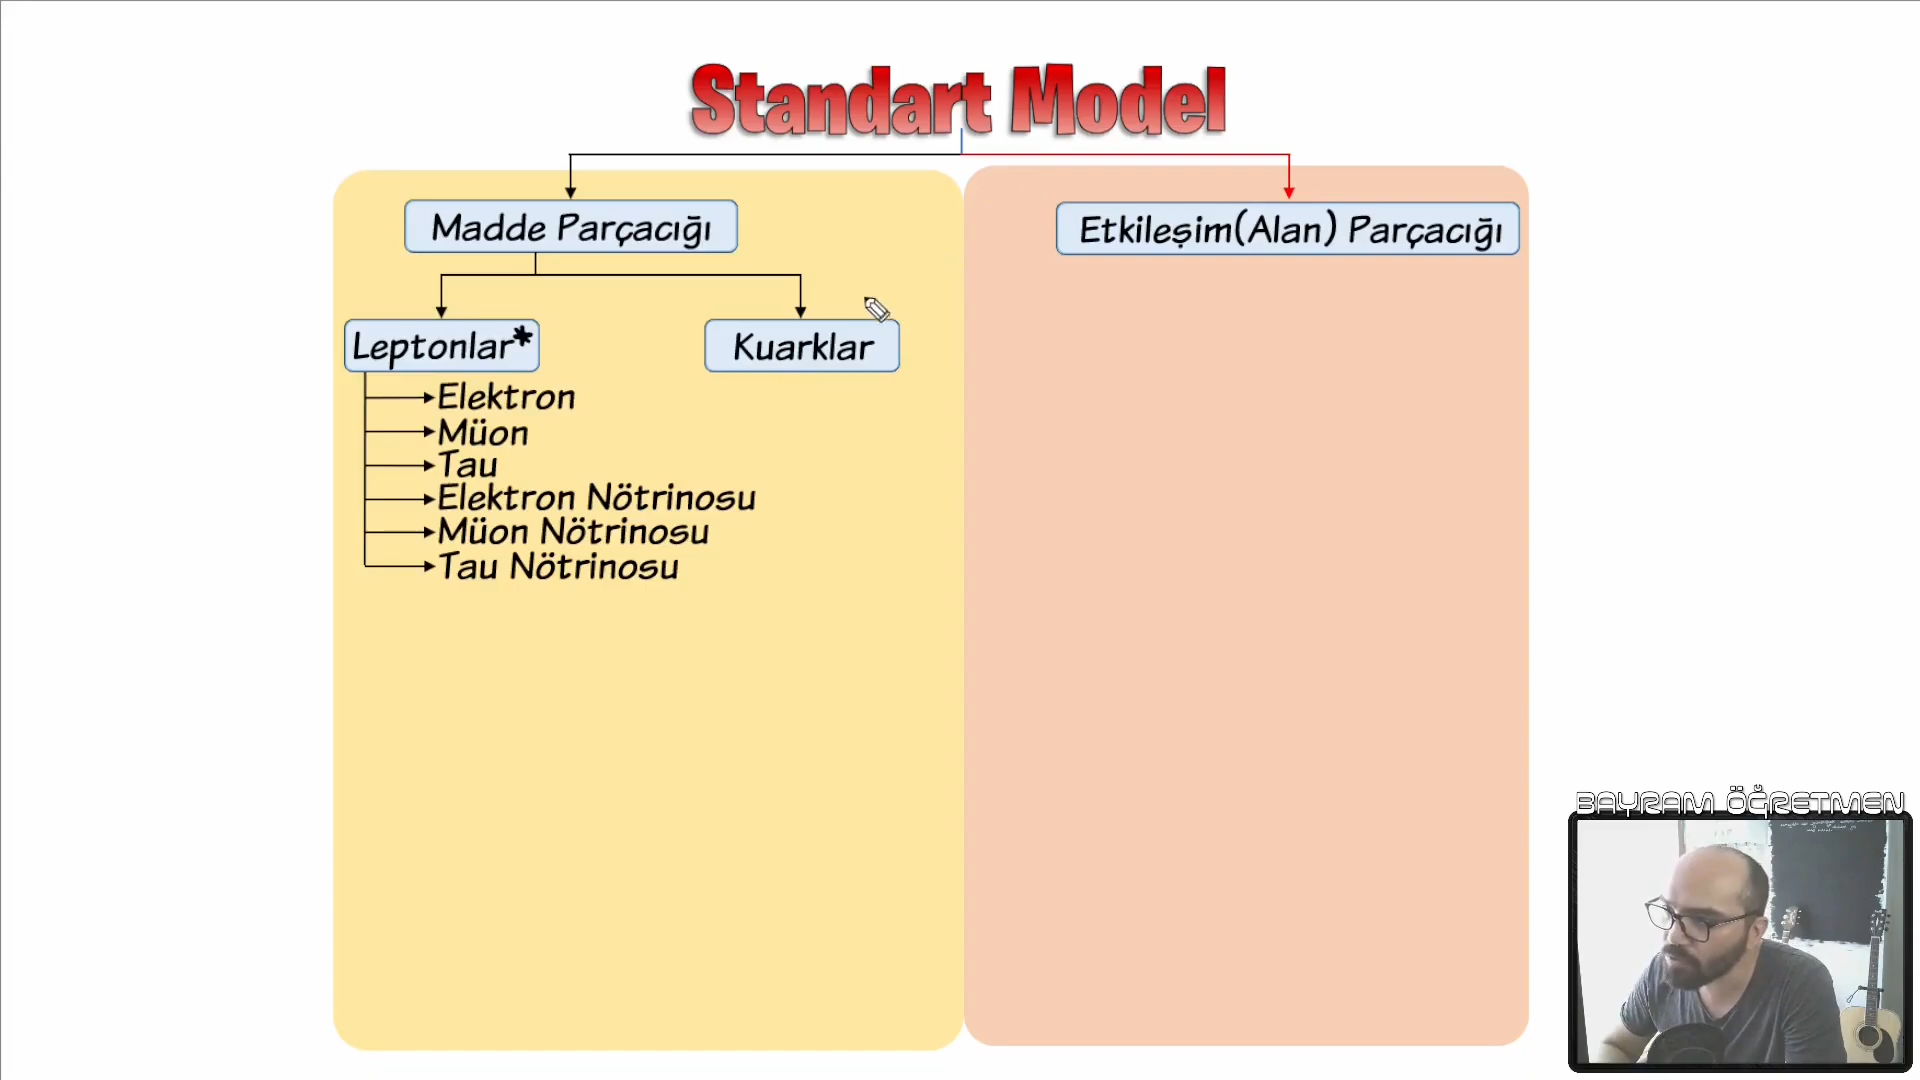 Standart Model
Madde Parçacığı
Etkileşim(Alan) Parçacığı
Leptonlar*
Kuarklar
Elektron
Müon
Tau
Elektron Nötrinosu
Müon Nötrinosu
Tau Nötrinosu
BAYRAM ÖĞRETMEN